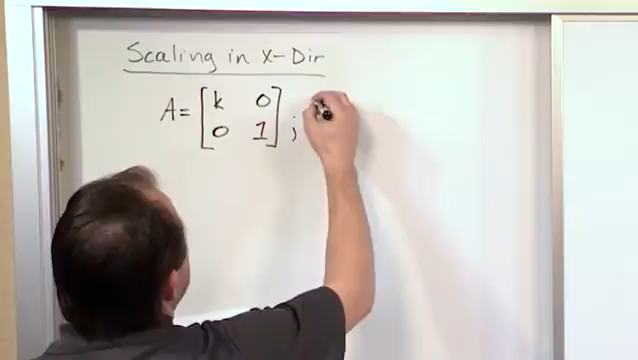 Scaling in x-Dir
A = [k 0
0 1] ;